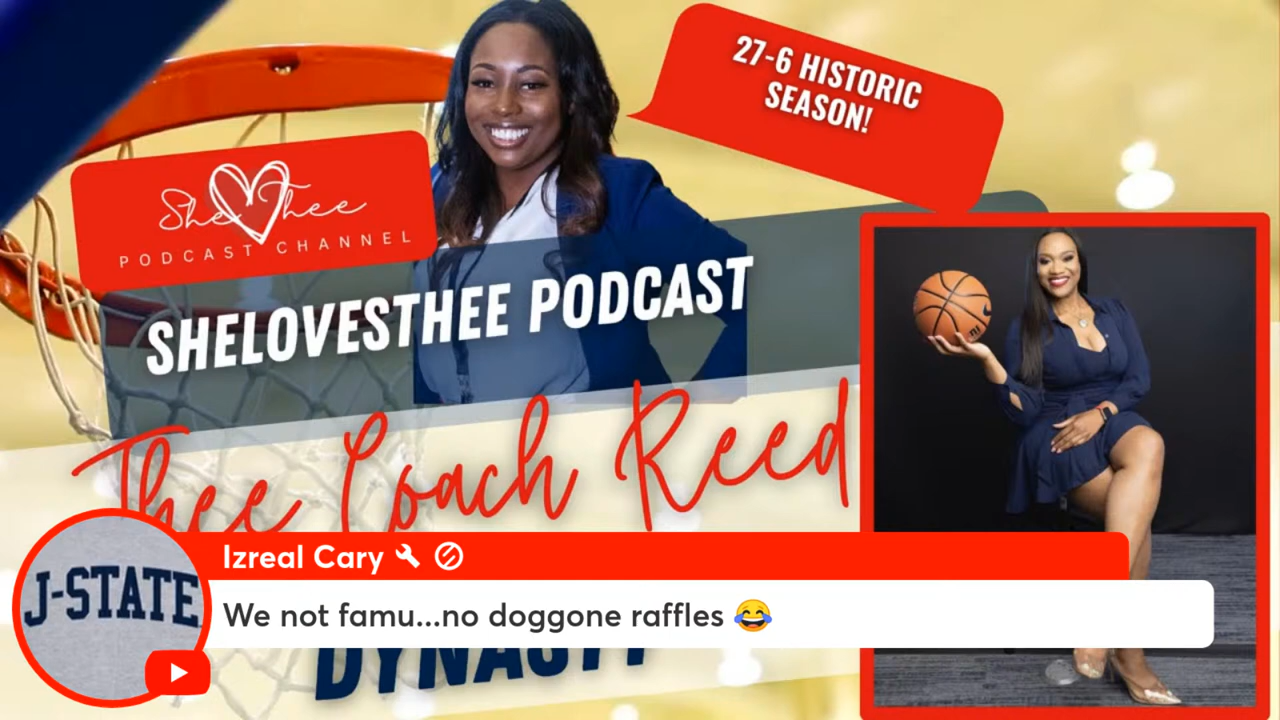 27-6 HISTORIC
SEASON!
SheThee
PODCAST CHANNEL
SHELOVESTHEE PODCAST
Thee Coach Reed
Izreal Cary
J-STATE
We not famu...no doggone raffles 😂
DYNASTY